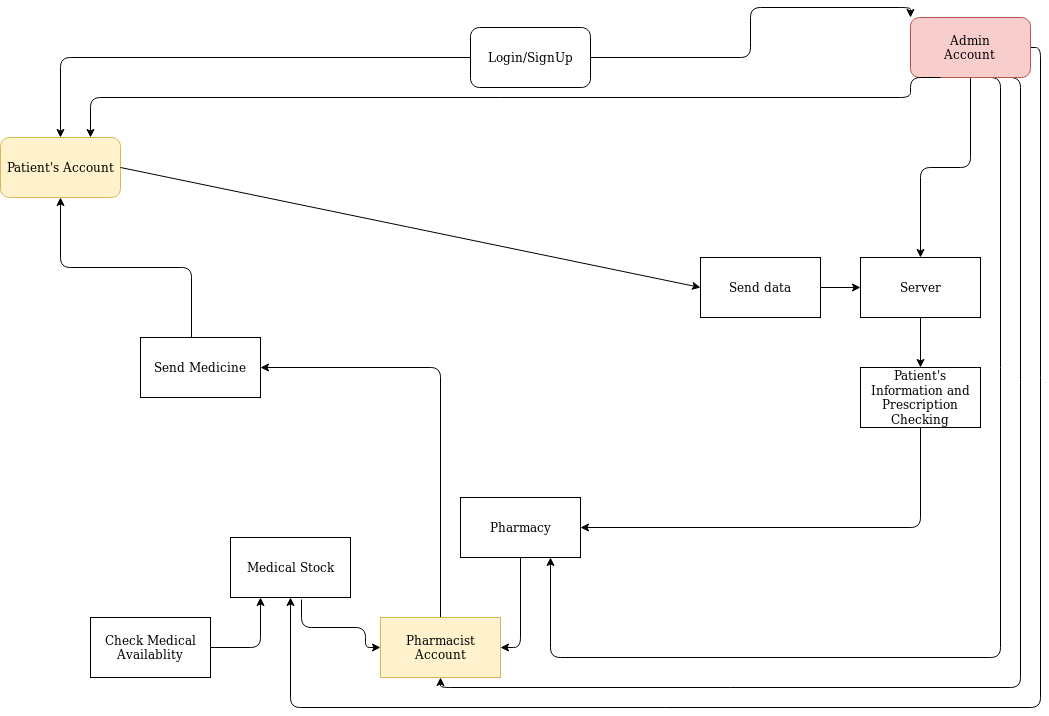 Login/SignUp
Admin
Account
Patient's Account
Send data
Server
Send Medicine
Patient's
Information and
Prescription
Checking
Pharmacy
Medical Stock
Check Medical
Availablity
Pharmacist
Account